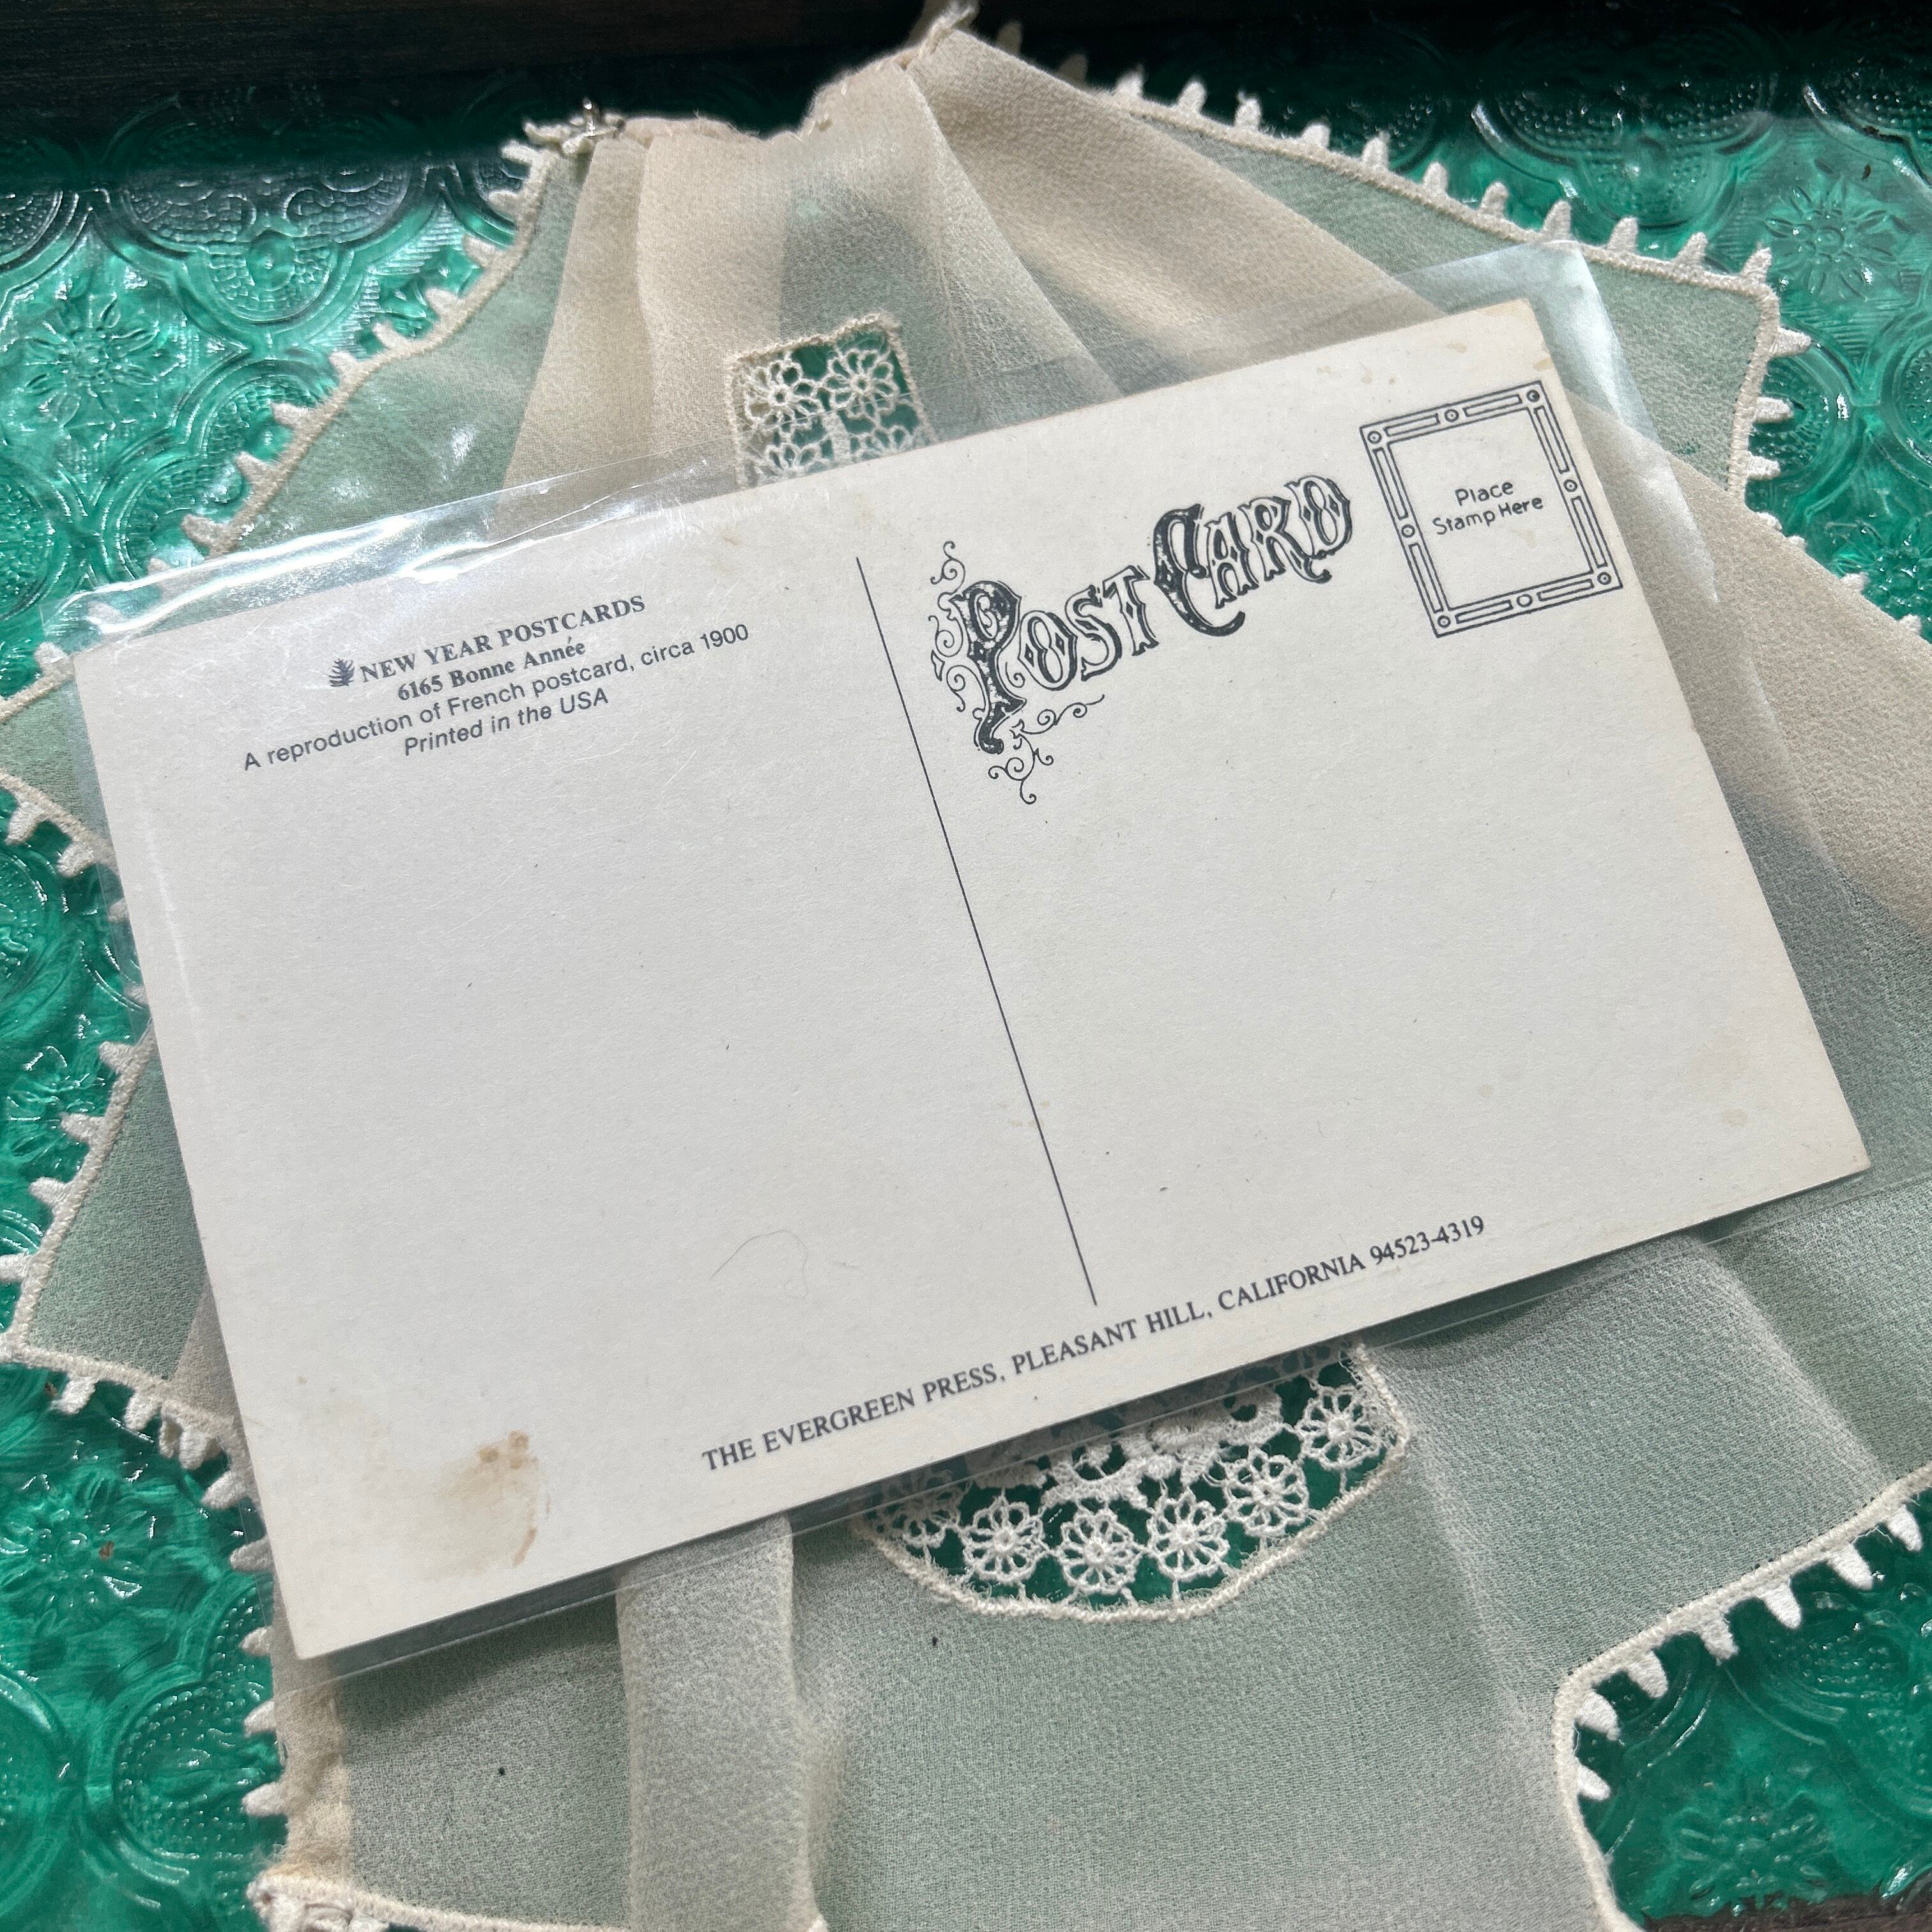 NEW YEAR POSTCARDS
6165 Bonne Année
A reproduction of French postcard, circa 1900
Printed in the USA
POST CARD
Place
Stamp Here
THE EVERGREEN PRESS, PLEASANT HILL, CALIFORNIA 94523-4319